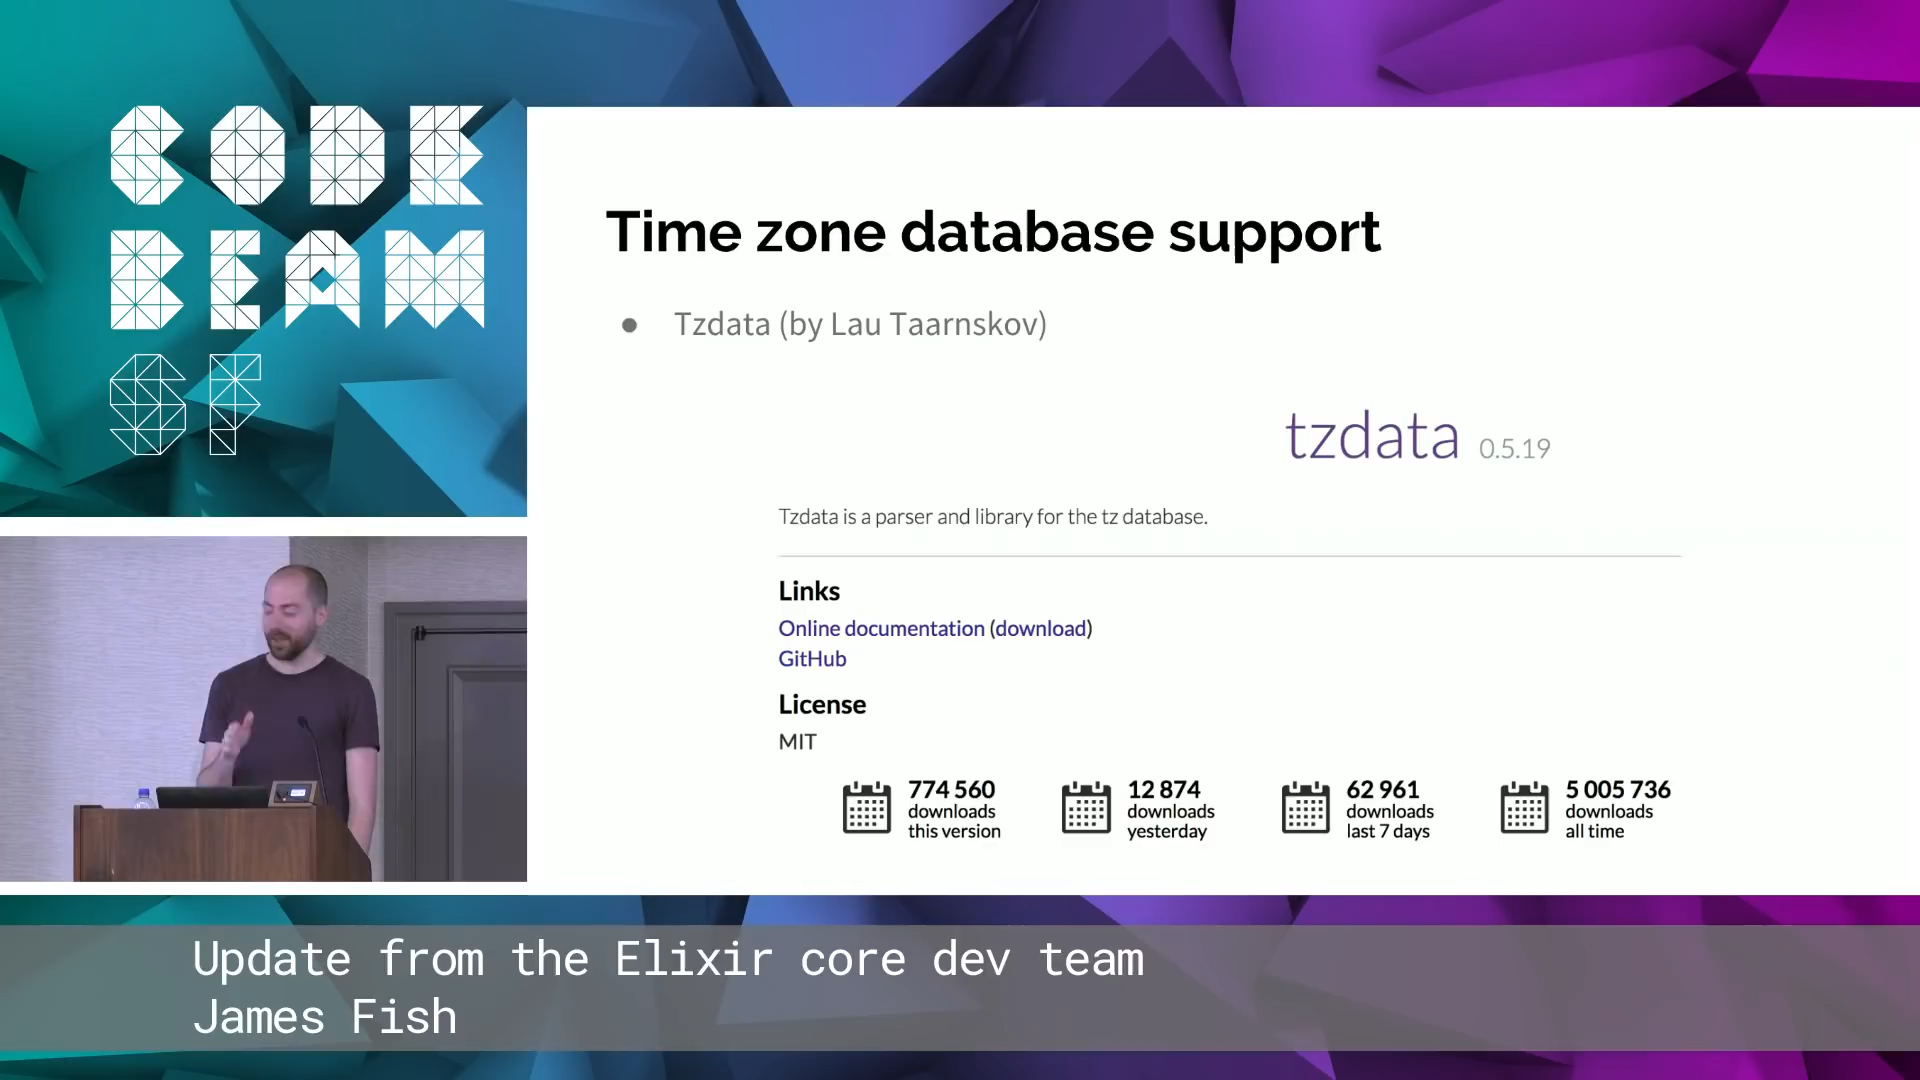 CODE
BEAM
SF
Time zone database support
● Tzdata (by Lau Taarnskov)
tzdata 0.5.19
Tzdata is a parser and library for the tz database.
Links
Online documentation (download)
GitHub
License
MIT
774 560
downloads
this version
12 874
downloads
yesterday
62 961
downloads
last 7 days
5 005 736
downloads
all time
Update from the Elixir core dev team
James Fish